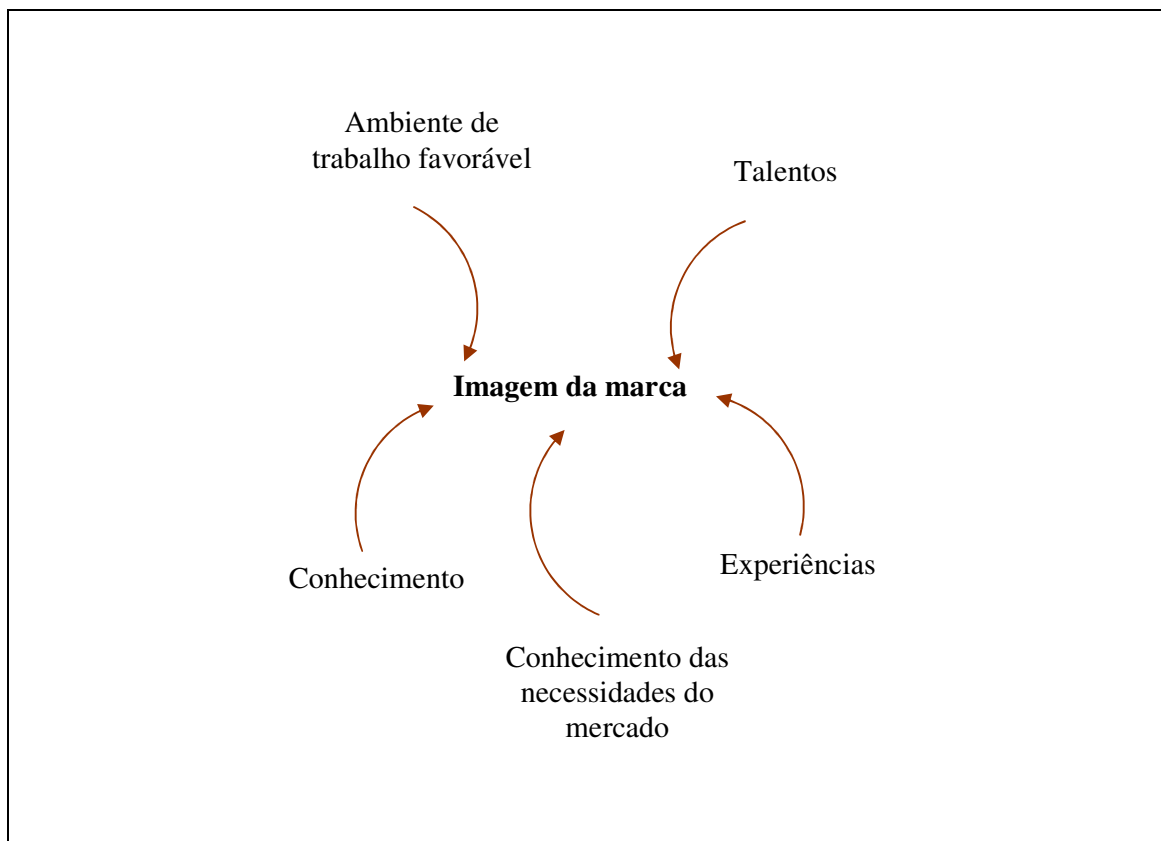 Ambiente de
trabalho favorável
Talentos
Imagem da marca
Conhecimento
Experiências
Conhecimento das
necessidades do
mercado